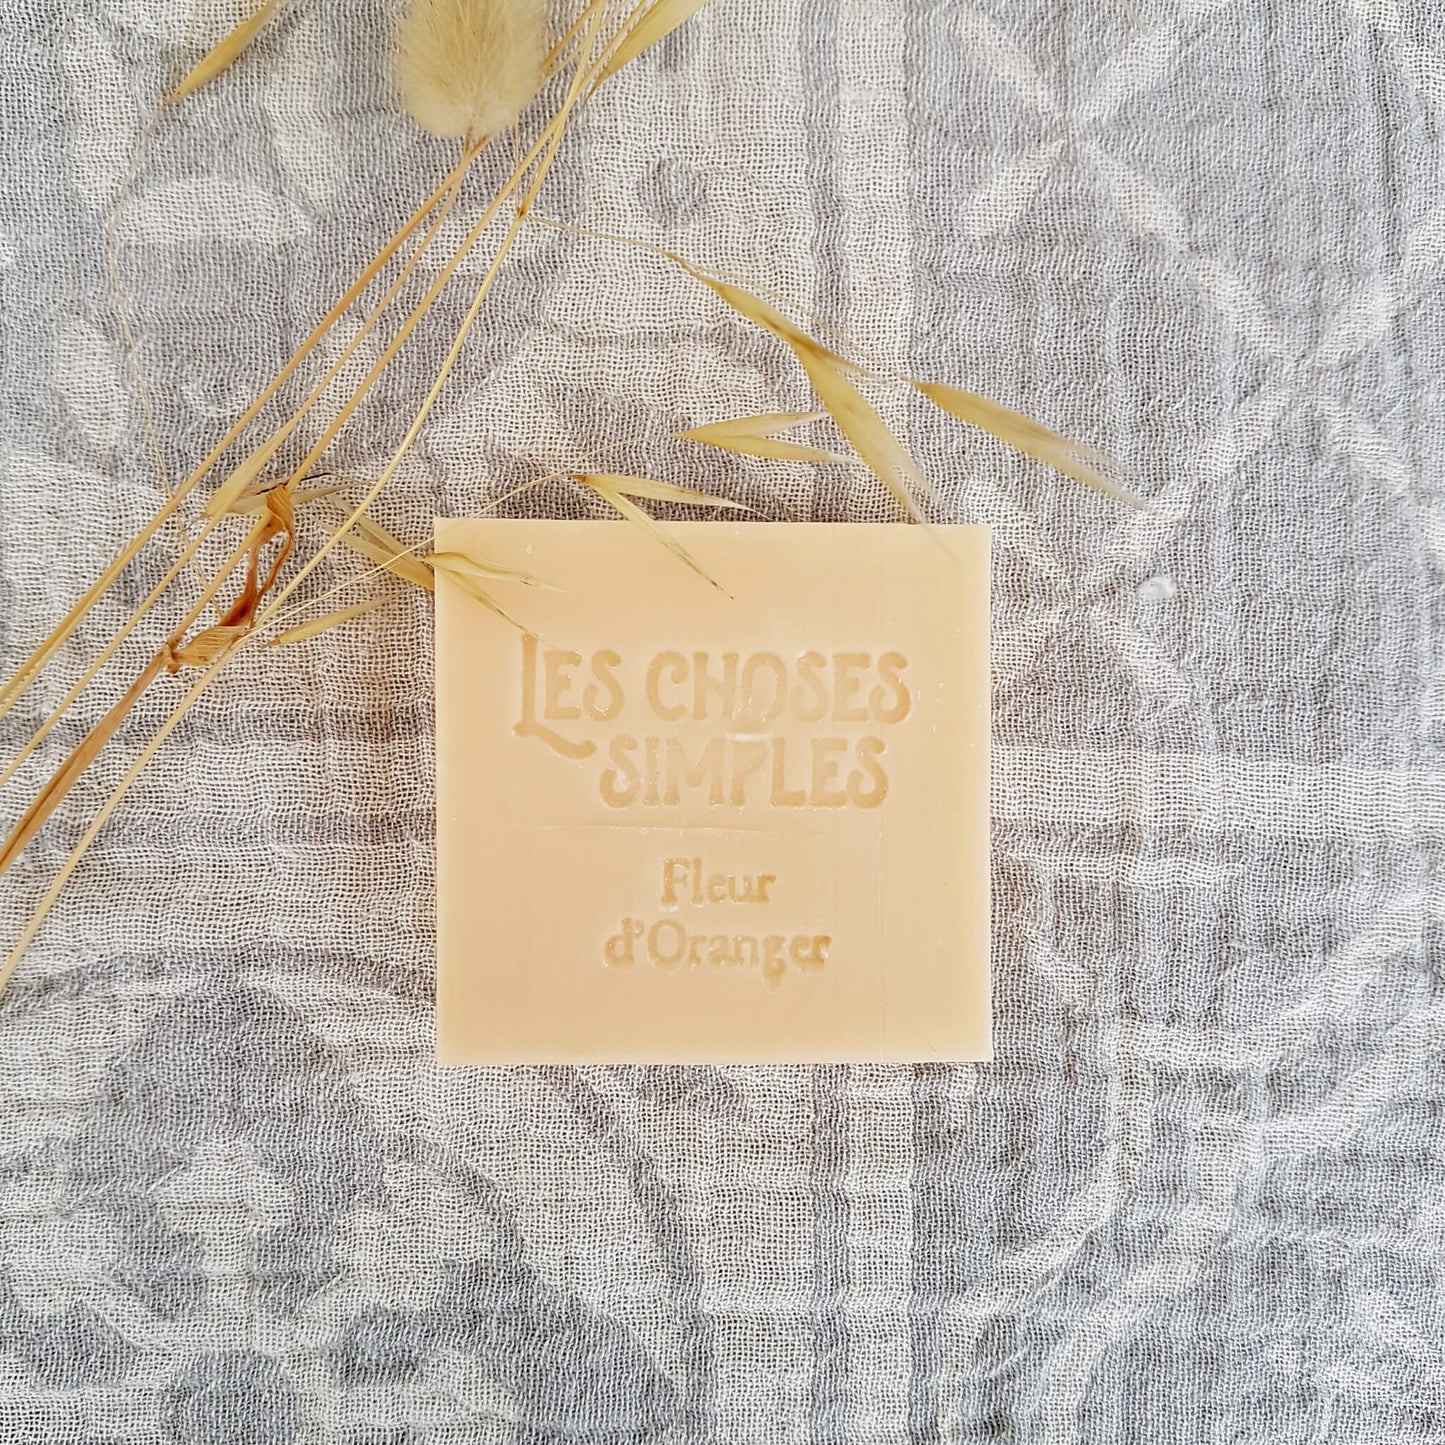 LES CHOSES
SIMPLES
Fleur
d'Oranger